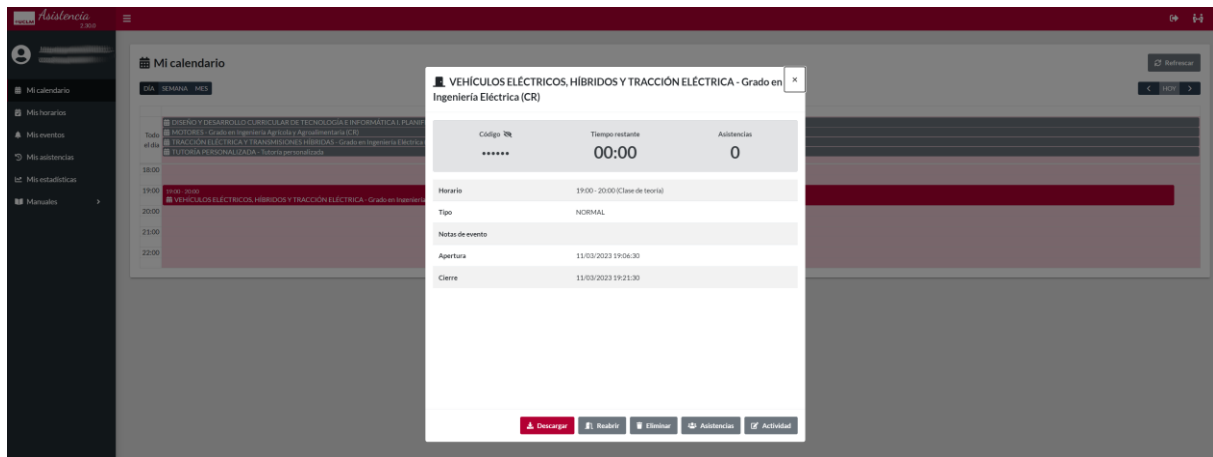 UCLM Asistencia
2.30.0
Mi calendario
Mis horarios
Mis eventos
Mis asistencias
Mis estadísticas
Manuales
Mi calendario
Refrescar
DÍA SEMANA MES
HOY
Todo el día
DISEÑO Y DESARROLLO CURRICULAR DE TECNOLOGÍA E INFORMÁTICA I, PLANIF
MOTORES - Grado en Ingeniería Agrícola y Agroalimentaria (CR)
TRACCIÓN ELÉCTRICA Y TRANSMISIONES HÍBRIDAS - Grado en Ingeniería Eléctrica
TUTORÍA PERSONALIZADA - Tutoría personalizada
18:00
19:00
19:00 - 20:00
VEHÍCULOS ELÉCTRICOS, HÍBRIDOS Y TRACCIÓN ELÉCTRICA - Grado en Ingeniería
20:00
21:00
22:00
VEHÍCULOS ELÉCTRICOS, HÍBRIDOS Y TRACCIÓN ELÉCTRICA - Grado en
Ingeniería Eléctrica (CR)
×
Código Tiempo restante Asistencias
•••••• 00:00 0
Horario 19:00 - 20:00 (Clase de teoría)
Tipo NORMAL
Notas de evento
Apertura 11/03/2023 19:06:30
Cierre 11/03/2023 19:21:30
Descargar Reabrir Eliminar Asistencias Actividad